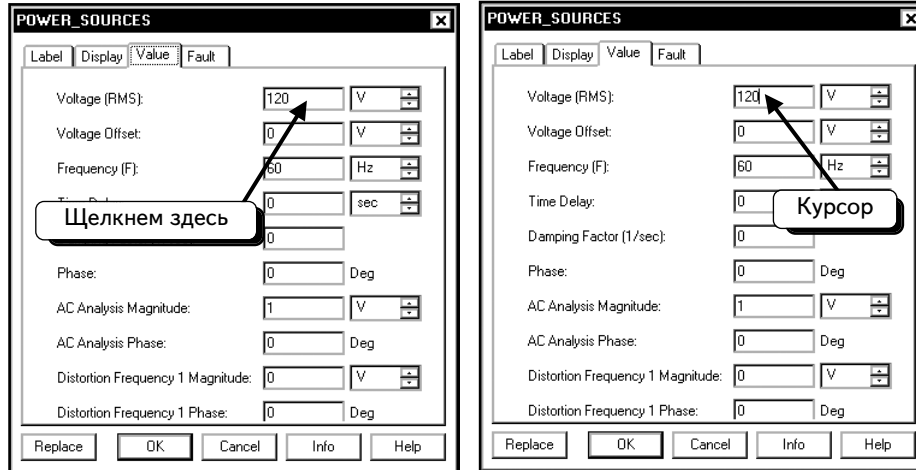 POWER_SOURCES
Label Display Value Fault
Voltage (RMS): 120 V
Voltage Offset: 0 V
Frequency (F): 60 Hz
0 sec
Щелкнем здесь
0
Phase: 0 Deg
AC Analysis Magnitude: 1 V
AC Analysis Phase: 0 Deg
Distortion Frequency 1 Magnitude: 0 V
Distortion Frequency 1 Phase: 0 Deg
Replace OK Cancel Info Help
POWER_SOURCES
Label Display Value Fault
Voltage (RMS): 120 V
Voltage Offset: 0 V
Frequency (F): 60 Hz
Time Delay: 0
Курсор
Damping Factor (1/sec): 0
Phase: 0 Deg
AC Analysis Magnitude: 1 V
AC Analysis Phase: 0 Deg
Distortion Frequency 1 Magnitude: 0 V
Distortion Frequency 1 Phase: 0 Deg
Replace OK Cancel Info Help